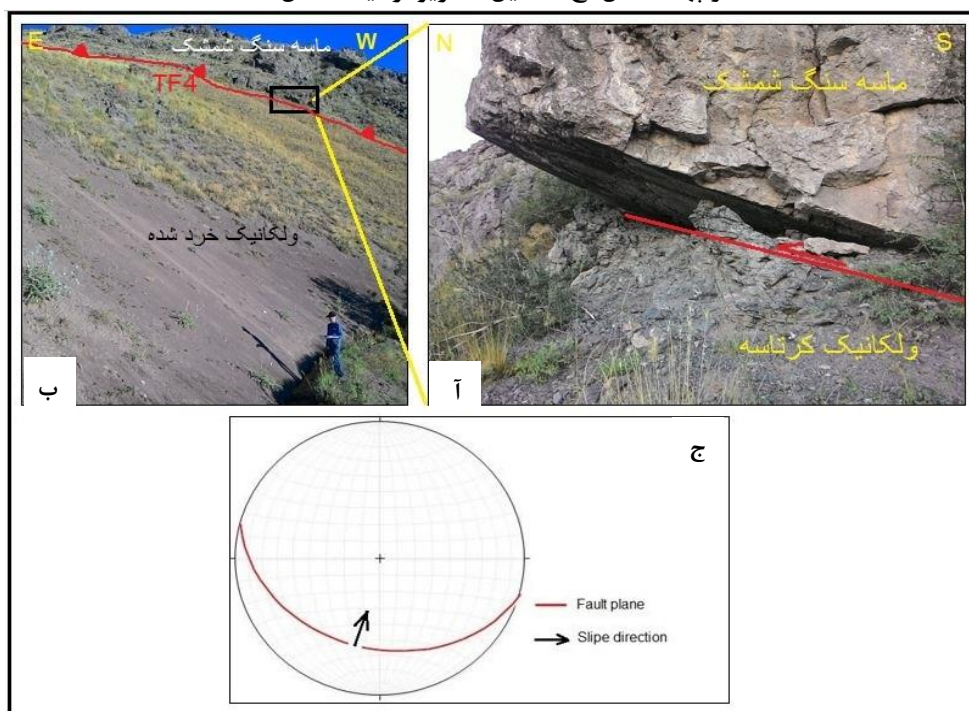 E
W
ماسه سنگ شمشک
TF4
ولکانیک خرد شده
ب
N
S
ماسه سنگ شمشک
ولکانیک کرتاسه
آ
ج
Fault plane
Slipe direction